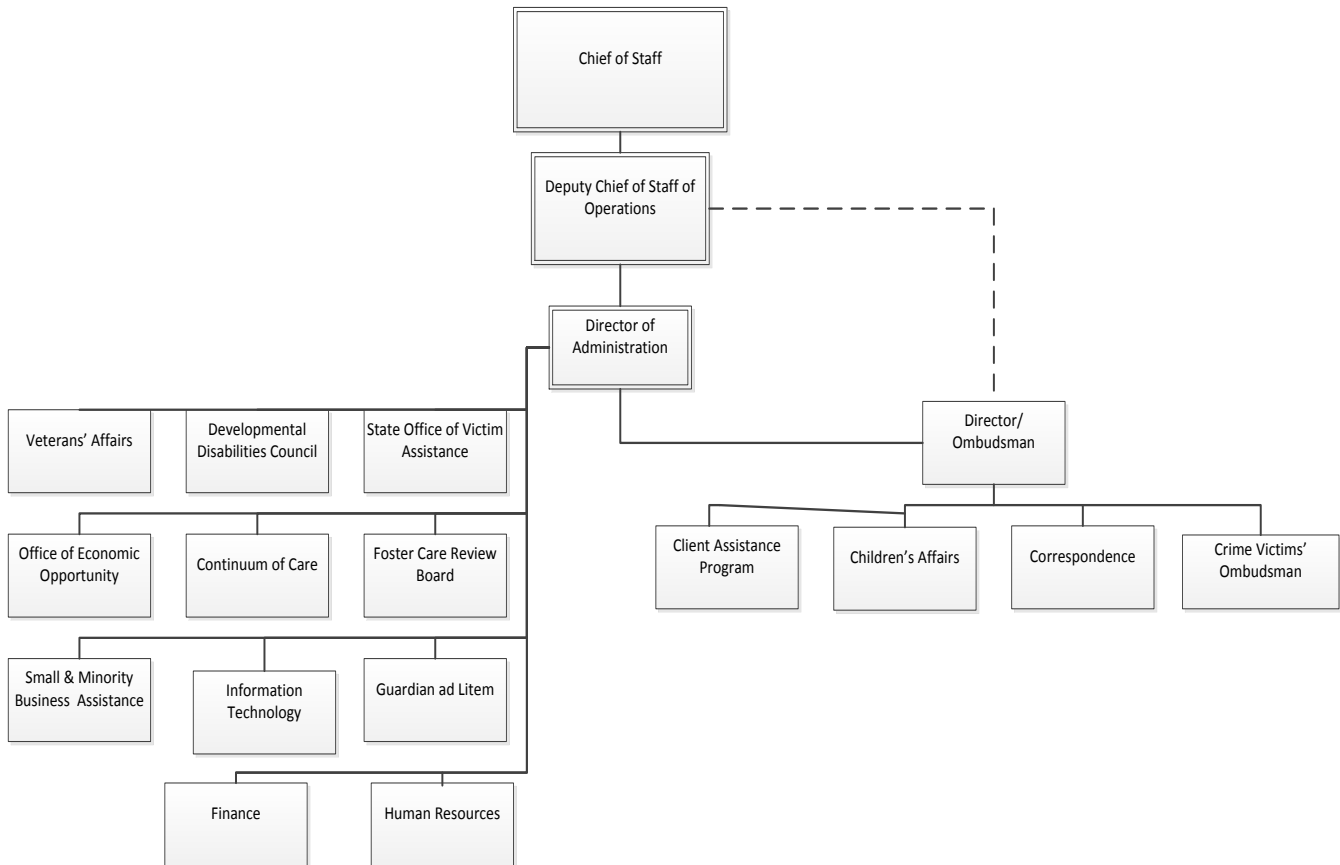 Chief of Staff
Deputy Chief of Staff of
Operations
Director of
Administration
Director/
Ombudsman
Veterans’ Affairs
Developmental
Disabilities Council
State Office of Victim
Assistance
Office of Economic
Opportunity
Continuum of Care
Foster Care Review
Board
Client Assistance
Program
Children’s Affairs
Correspondence
Crime Victims’
Ombudsman
Small & Minority
Business Assistance
Information
Technology
Guardian ad Litem
Finance
Human Resources